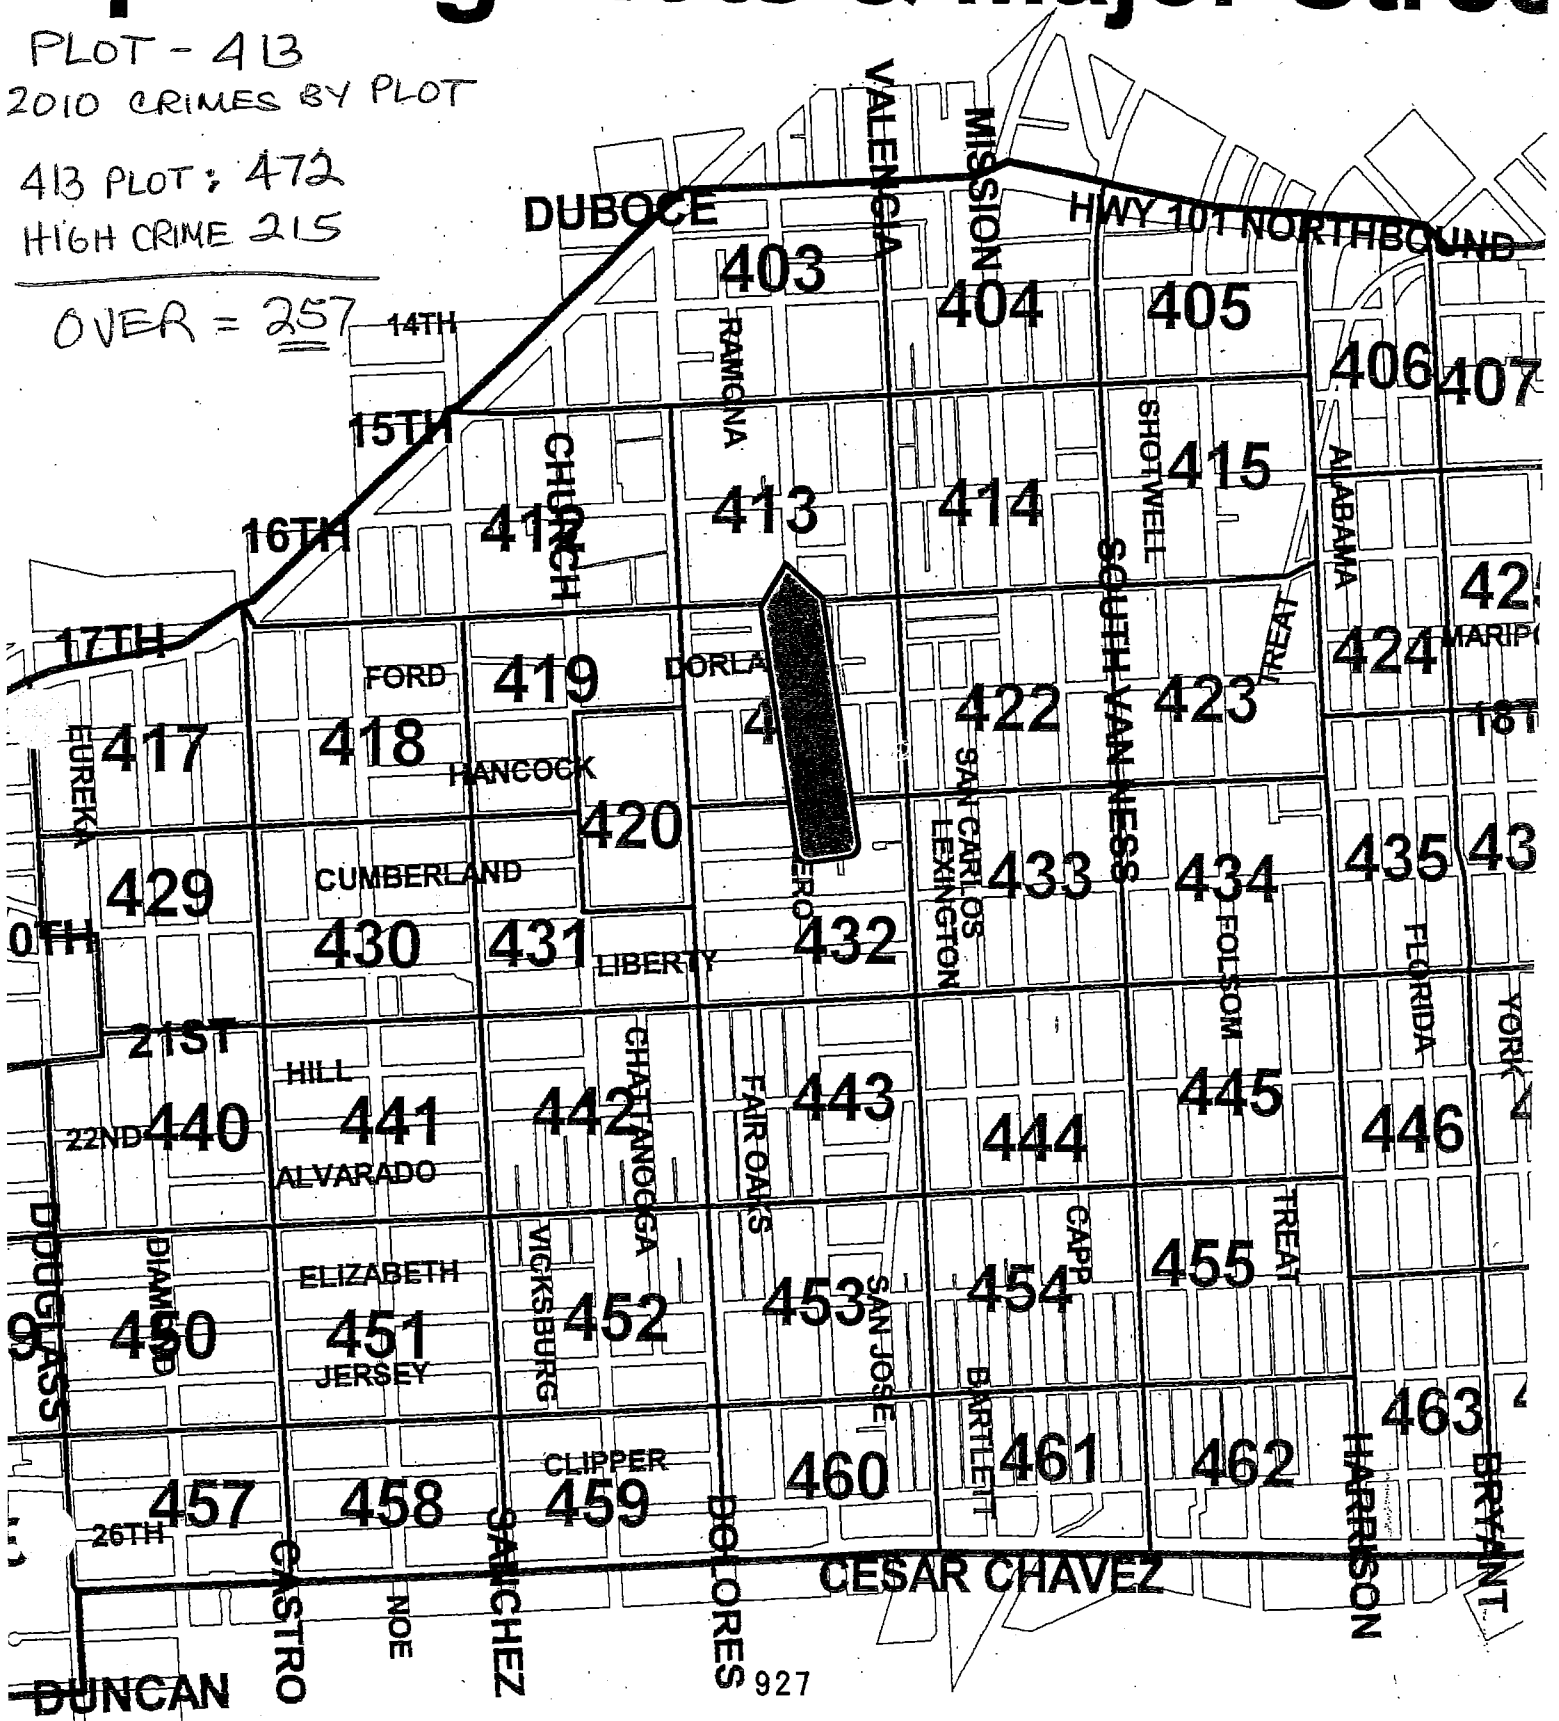 PLOT - 413
2010 CRIMES BY PLOT
413 PLOT: 472
HIGH CRIME 215
OVER = 257
VALENCIA
MISSION
DUBOCE
HWY 101 NORTHBOUND
403
404
405
14TH
RAMONA
406
407
15TH
CHURCH
SHOTWELL
415
ALABAMA
413
414
16TH
SOUTH VAN NESS
TREAT
17TH
FORD
419
424
422
423
EUREKA
417
418
HANCOCK
SAN CARLOS
LEXINGTON
420
429
CUMBERLAND
433
434
435
430
431
LIBERTY
432
FOLSOM
FLORIDA
YORK
21ST
HILL
CHATTANOOGA
FAIR OAKS
22ND
440
441
442
443
444
445
446
ALVARADO
DOUGLASS
DIAMOND
ELIZABETH
VICKSBURG
CAPP
TREAT
455
450
451
452
453
454
SAN JOSE
JERSEY
BARTLETT
463
CLIPPER
457
458
459
460
461
462
26TH
HARRISON
BRYANT
CASTRO
NOE
SANCHEZ
DOLORES
CESAR CHAVEZ
DUNCAN
927